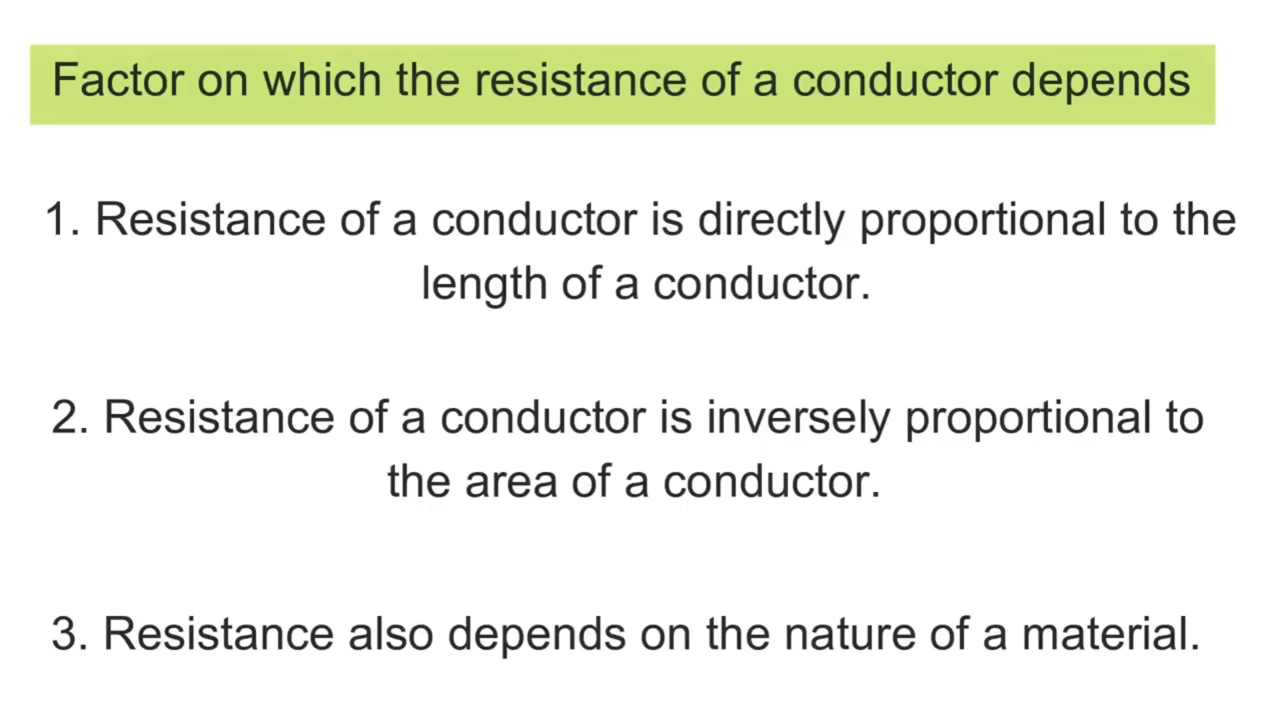 Factor on which the resistance of a conductor depends
1. Resistance of a conductor is directly proportional to the
length of a conductor.
2. Resistance of a conductor is inversely proportional to
the area of a conductor.
3. Resistance also depends on the nature of a material.